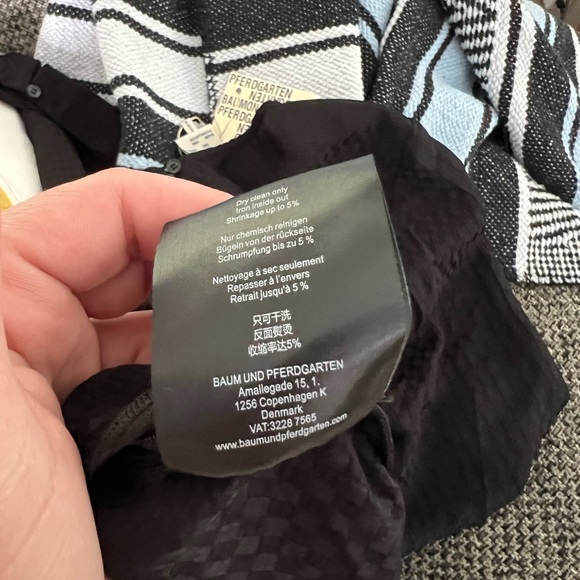 PFERDGARTEN
BAUM UN
PFERDGARTEN
Dry clean only
Iron inside out
Shrinkage up to 5%
Nur chemisch reinigen
Bügeln von der rückseite
Schrumpfung bis zu 5 %
Nettoyage à sec seulement
Repasser à l'envers
Retrait jusqu'à 5 %
只可干洗
反面熨烫
收缩率达5%
BAUM UND PFERDGARTEN
Amaliegade 15, 1.
1256 Copenhagen K
Denmark
VAT:3228 7565
www.baumundpferdgarten.com